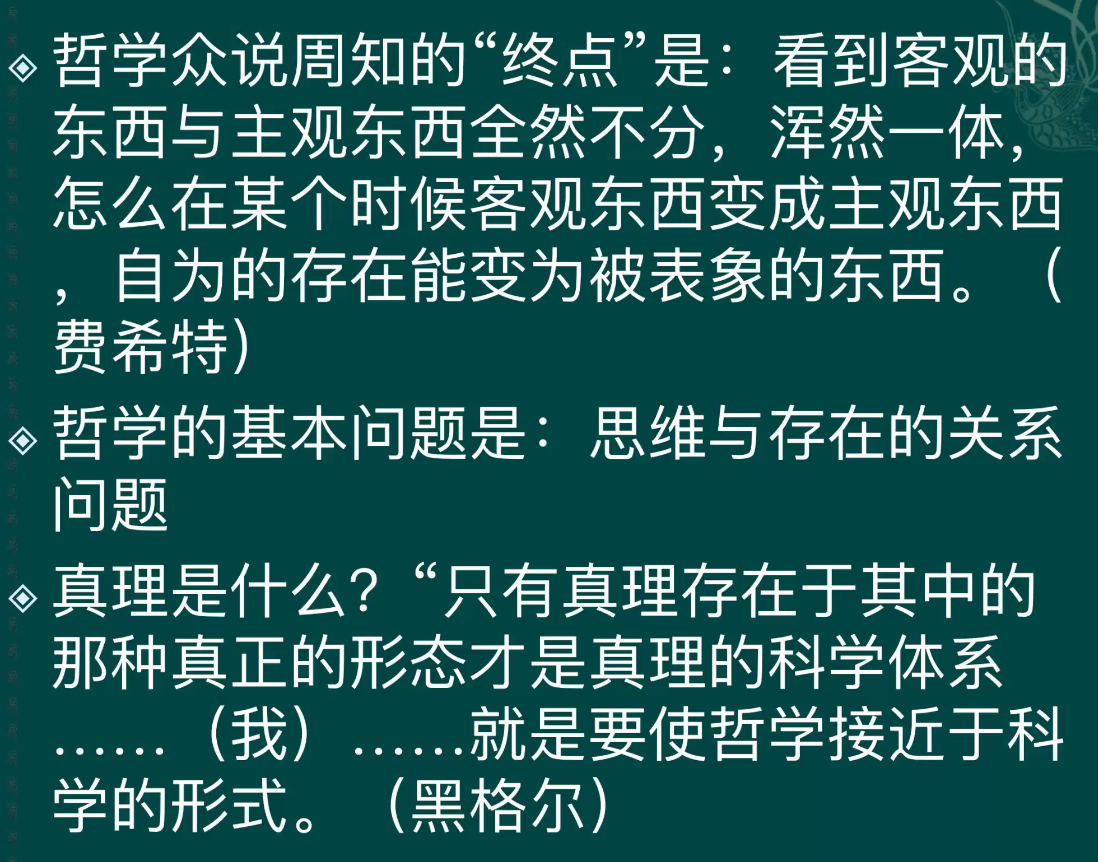 哲学众说周知的“终点”是：看到客观的
东西与主观东西全然不分，浑然一体，
怎么在某个时候客观东西变成主观东西
，自为的存在能变为被表象的东西。（
费希特）
哲学的基本问题是：思维与存在的关系
问题
真理是什么？“只有真理存在于其中的
那种真正的形态才是真理的科学体系
……（我）……就是要使哲学接近于科
学的形式。（黑格尔）